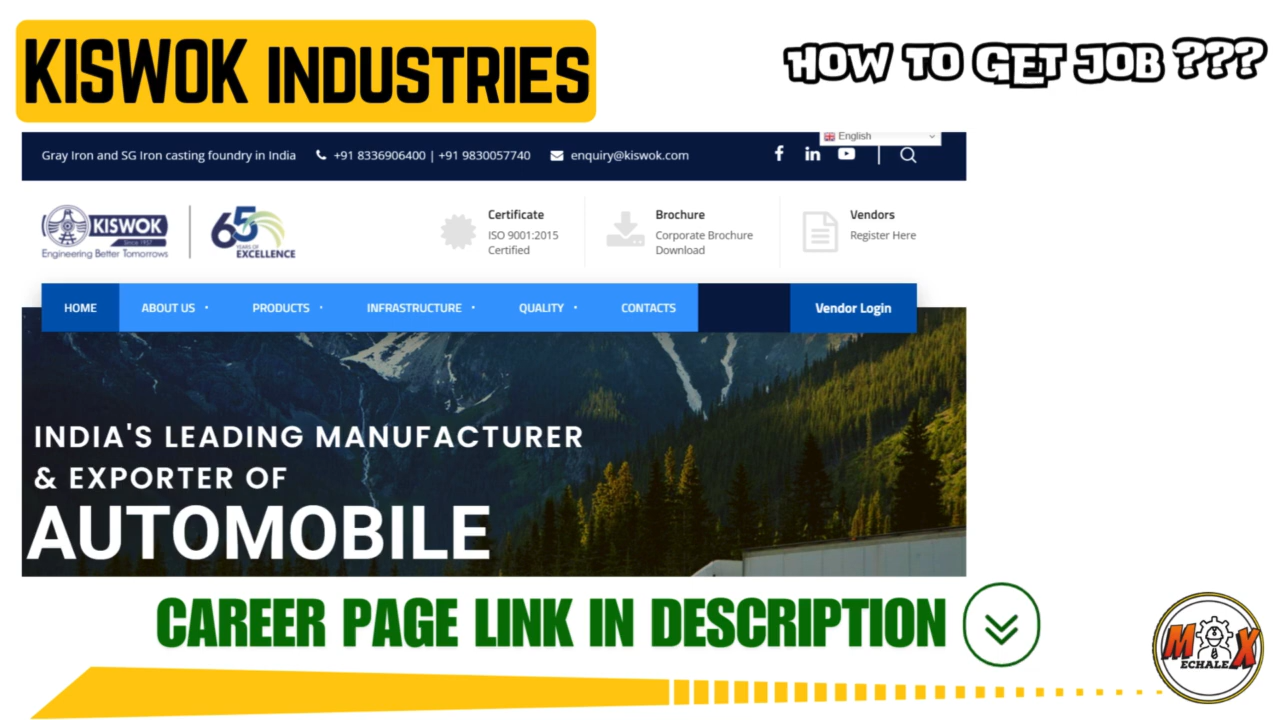 KISWOK INDUSTRIES
HOW TO GET JOB ???
English
Gray Iron and SG Iron casting foundry in India
+91 8336906400 | +91 9830057740
enquiry@kiswok.com
KISWOK
Since 1957
Engineering Better Tomorrows
65
YEARS OF
EXCELLENCE
Certificate
ISO 9001:2015
Certified
Brochure
Corporate Brochure
Download
Vendors
Register Here
HOME ABOUT US PRODUCTS INFRASTRUCTURE QUALITY CONTACTS Vendor Login
INDIA'S LEADING MANUFACTURER
& EXPORTER OF
AUTOMOBILE
CAREER PAGE LINK IN DESCRIPTION
M X
ECHALE